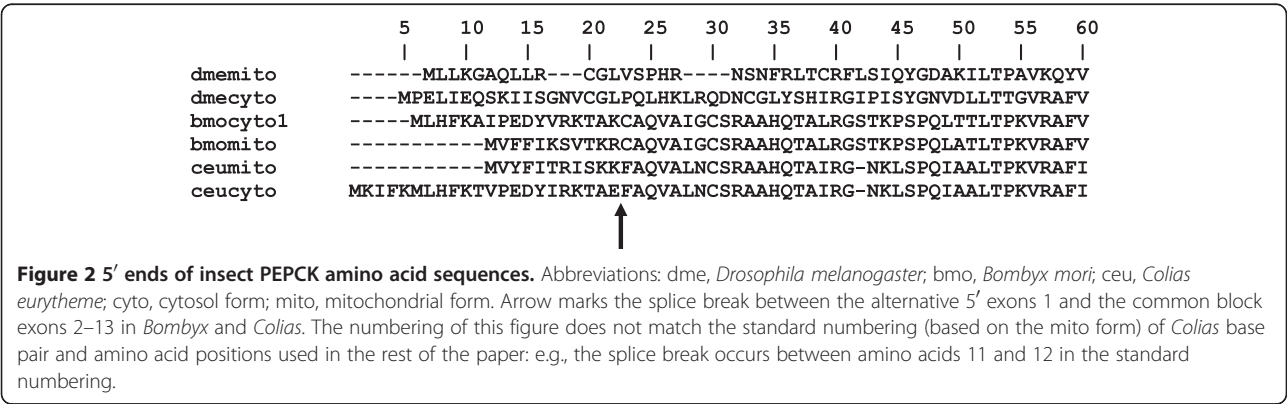 5 10 15 20 25 30 35 40 45 50 55 60
dmemito ------MLLKGAQLLR---CGLVSPHR----NSNFRLTCRFLSIQYGDAKILTPAVKQYV
dmecyto ----MPELIEQSKIISGNVCGLPQLHKLRQDNCGLYSHIRGIPISYGNVDLLTTGVRAFV
bmocyto1 -----MLHFKAIPEDYVRKTAKCAQVAIGCSRAAHQTALRGSTKPSPQLTTLTPKVRAFV
bmomito -----------MVFFIKSVTKRCAQVAIGCSRAAHQTALRGSTKPSPQLATLTPKVRAFV
ceumito -----------MVYFITRISKKFAQVALNCSRAAHQTAIRG-NKLSPQIAALTPKVRAFI
ceucyto MKIFKMLHFKTVPEDYIRKTAEFAQVALNCSRAAHQTAIRG-NKLSPQIAALTPKVRAFI
Figure 2 5′ ends of insect PEPCK amino acid sequences. Abbreviations: dme, Drosophila melanogaster; bmo, Bombyx mori; ceu, Colias
eurytheme; cyto, cytosol form; mito, mitochondrial form. Arrow marks the splice break between the alternative 5′ exons 1 and the common block
exons 2–13 in Bombyx and Colias. The numbering of this figure does not match the standard numbering (based on the mito form) of Colias base
pair and amino acid positions used in the rest of the paper: e.g., the splice break occurs between amino acids 11 and 12 in the standard
numbering.